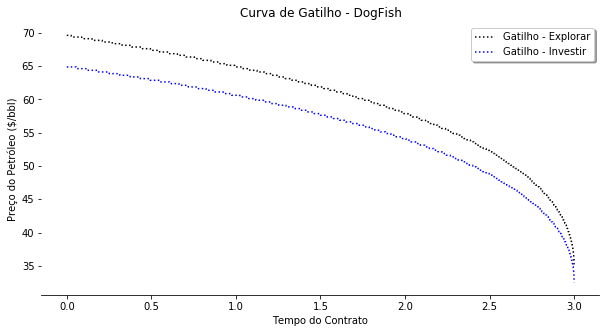 Curva de Gatilho - DogFish
Gatilho - Explorar
Gatilho - Investir
Preço do Petróleo ($/bbl)
70
65
60
55
50
45
40
35
0.0 0.5 1.0 1.5 2.0 2.5 3.0
Tempo do Contrato